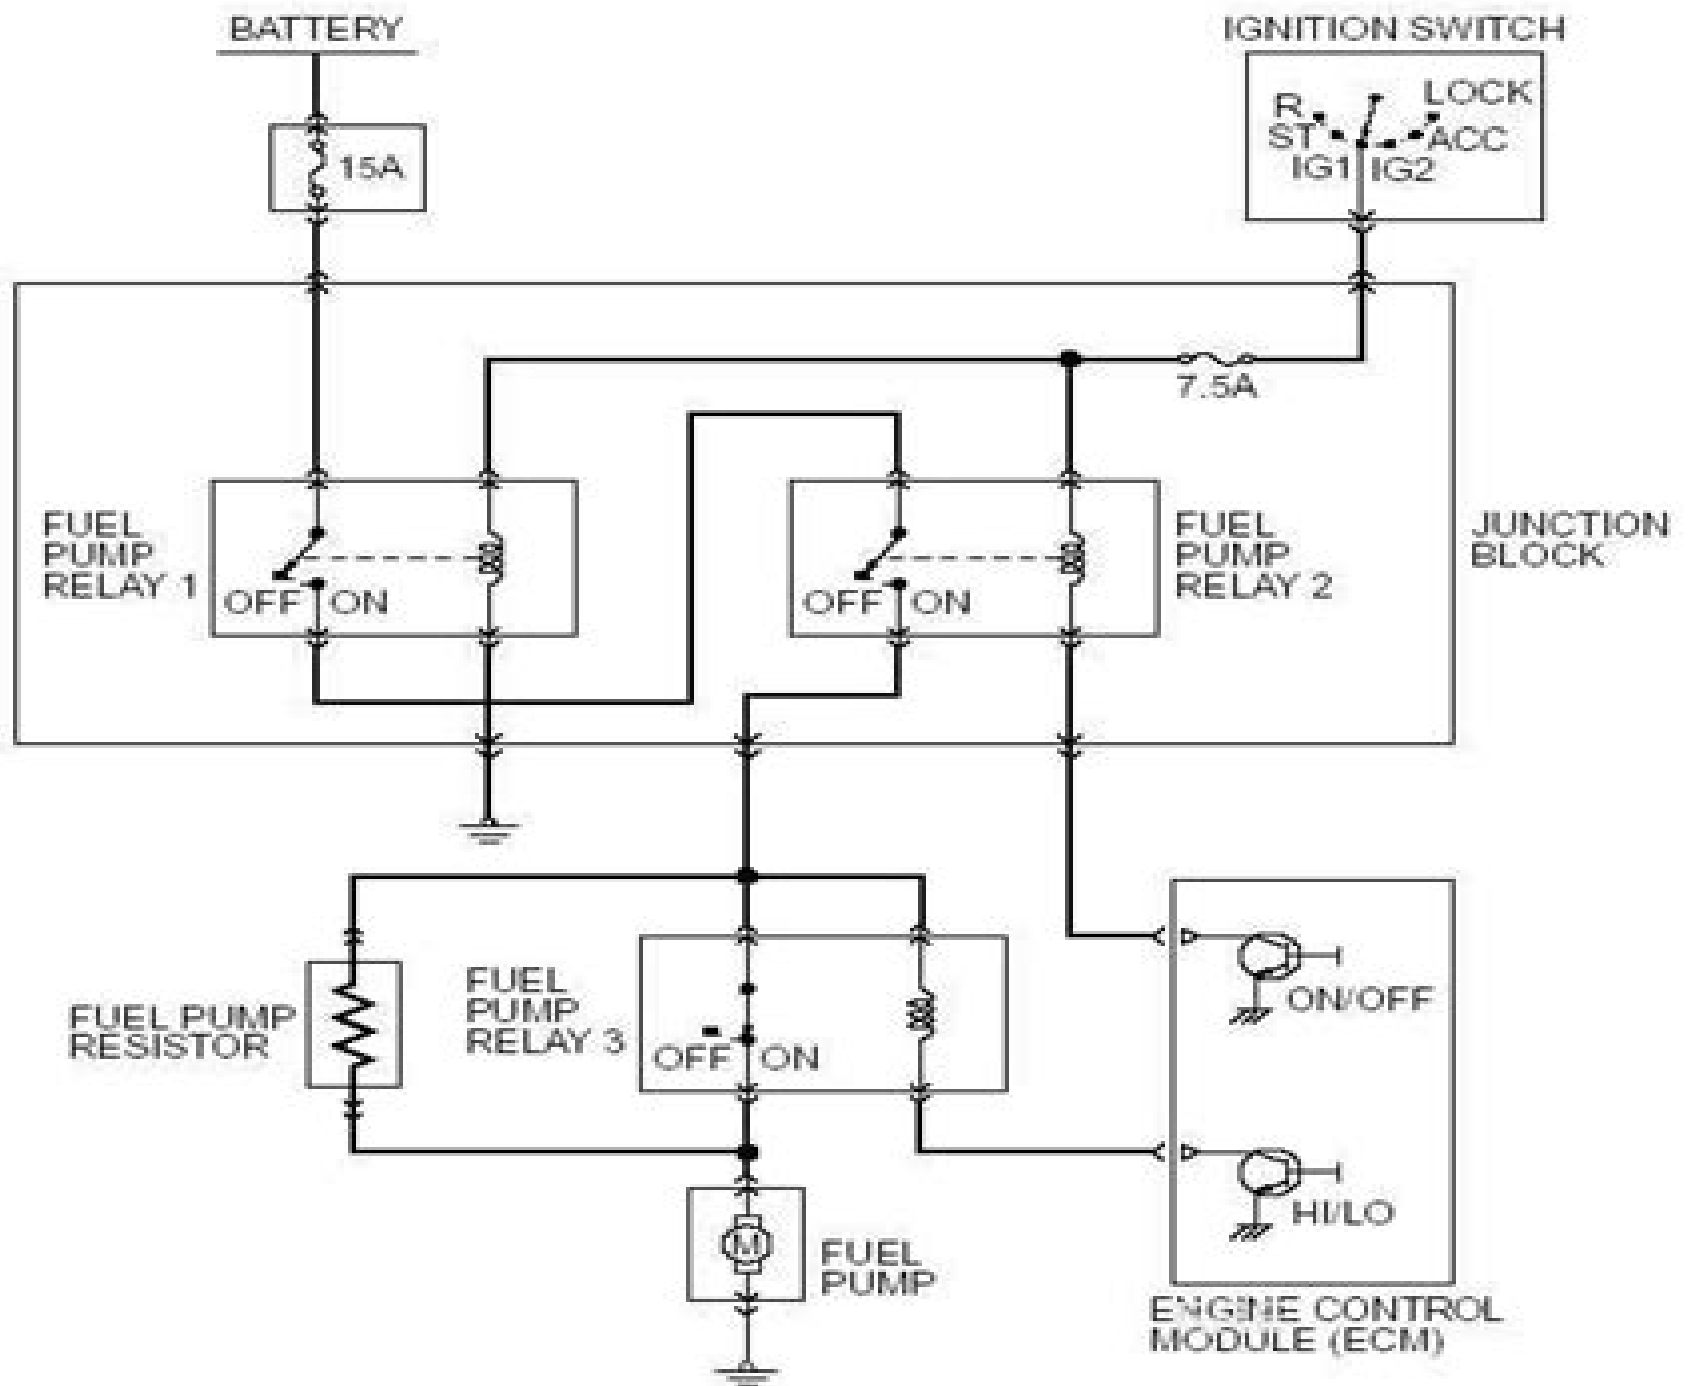 BATTERY
IGNITION SWITCH
15A
R
LOCK
ST
ACC
IG1
IG2
7.5A
FUEL
PUMP
RELAY 1
OFF
ON
OFF
ON
FUEL
PUMP
RELAY 2
JUNCTION
BLOCK
FUEL PUMP
RESISTOR
FUEL
PUMP
RELAY 3
OFF
ON
ON/OFF
HI/LO
M
FUEL
PUMP
ENGINE CONTROL
MODULE (ECM)